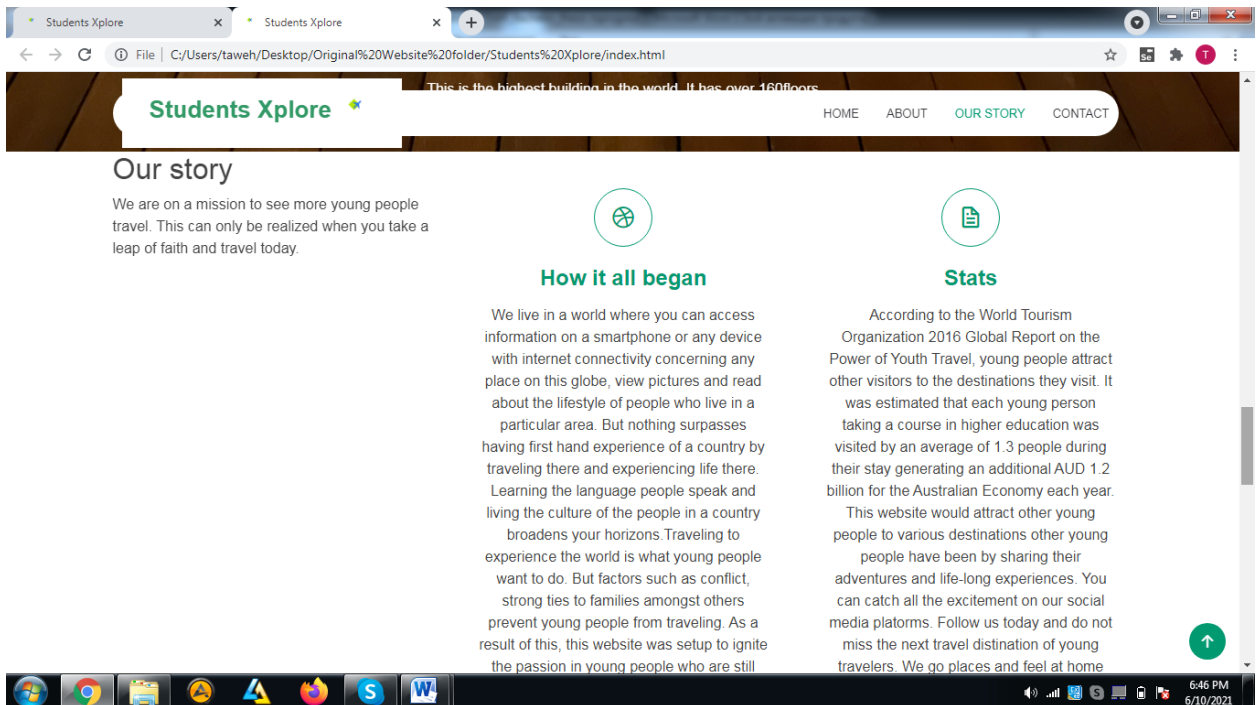 Students Xplore
Students Xplore
File | C:/Users/taweh/Desktop/Original%20Website%20folder/Students%20Xplore/index.html
Se
T
This is the highest building in the world. It has over 160floors
Students Xplore
HOME ABOUT OUR STORY CONTACT
Our story
We are on a mission to see more young people
travel. This can only be realized when you take a
leap of faith and travel today.
How it all began
We live in a world where you can access
information on a smartphone or any device
with internet connectivity concerning any
place on this globe, view pictures and read
about the lifestyle of people who live in a
particular area. But nothing surpasses
having first hand experience of a country by
traveling there and experiencing life there.
Learning the language people speak and
living the culture of the people in a country
broadens your horizons.Traveling to
experience the world is what young people
want to do. But factors such as conflict,
strong ties to families amongst others
prevent young people from traveling. As a
result of this, this website was setup to ignite
the passion in young people who are still
Stats
According to the World Tourism
Organization 2016 Global Report on the
Power of Youth Travel, young people attract
other visitors to the destinations they visit. It
was estimated that each young person
taking a course in higher education was
visited by an average of 1.3 people during
their stay generating an additional AUD 1.2
billion for the Australian Economy each year.
This website would attract other young
people to various destinations other young
people have been by sharing their
adventures and life-long experiences. You
can catch all the excitement on our social
media platorms. Follow us today and do not
miss the next travel distination of young
travelers. We go places and feel at home
6:46 PM
6/10/2021